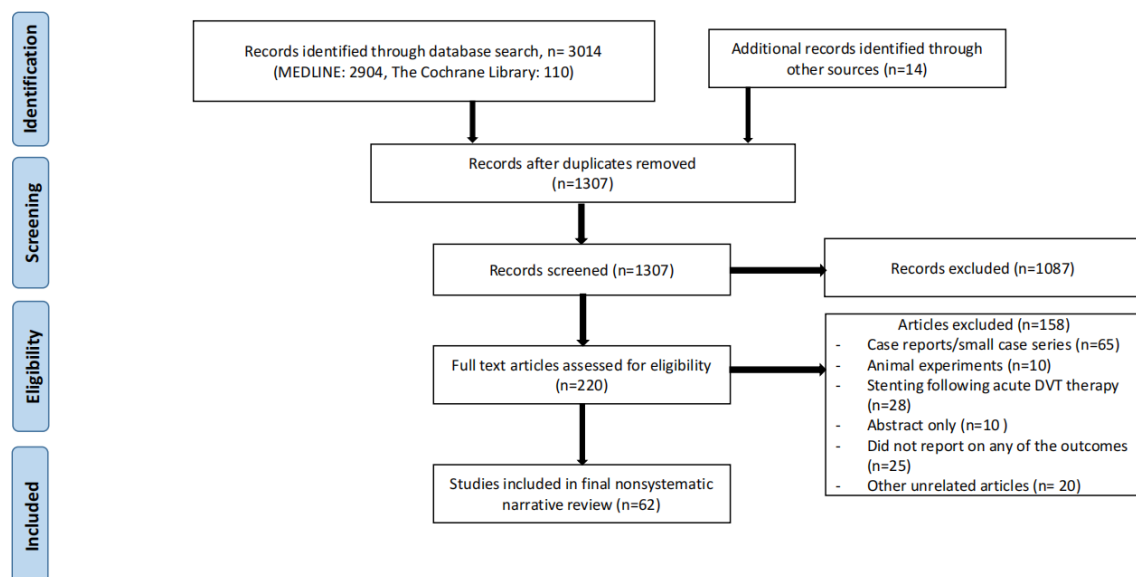 Identification
Records identified through database search, n= 3014
(MEDLINE: 2904, The Cochrane Library: 110)
Additional records identified through
other sources (n=14)
Records after duplicates removed
(n=1307)
Screening
Records screened (n=1307)
Records excluded (n=1087)
Eligibility
Full text articles assessed for eligibility
(n=220)
Articles excluded (n=158)
- Case reports/small case series (n=65)
- Animal experiments (n=10)
- Stenting following acute DVT therapy
(n=28)
- Abstract only (n=10 )
- Did not report on any of the outcomes
(n=25)
- Other unrelated articles (n= 20)
Included
Studies included in final nonsystematic
narrative review (n=62)